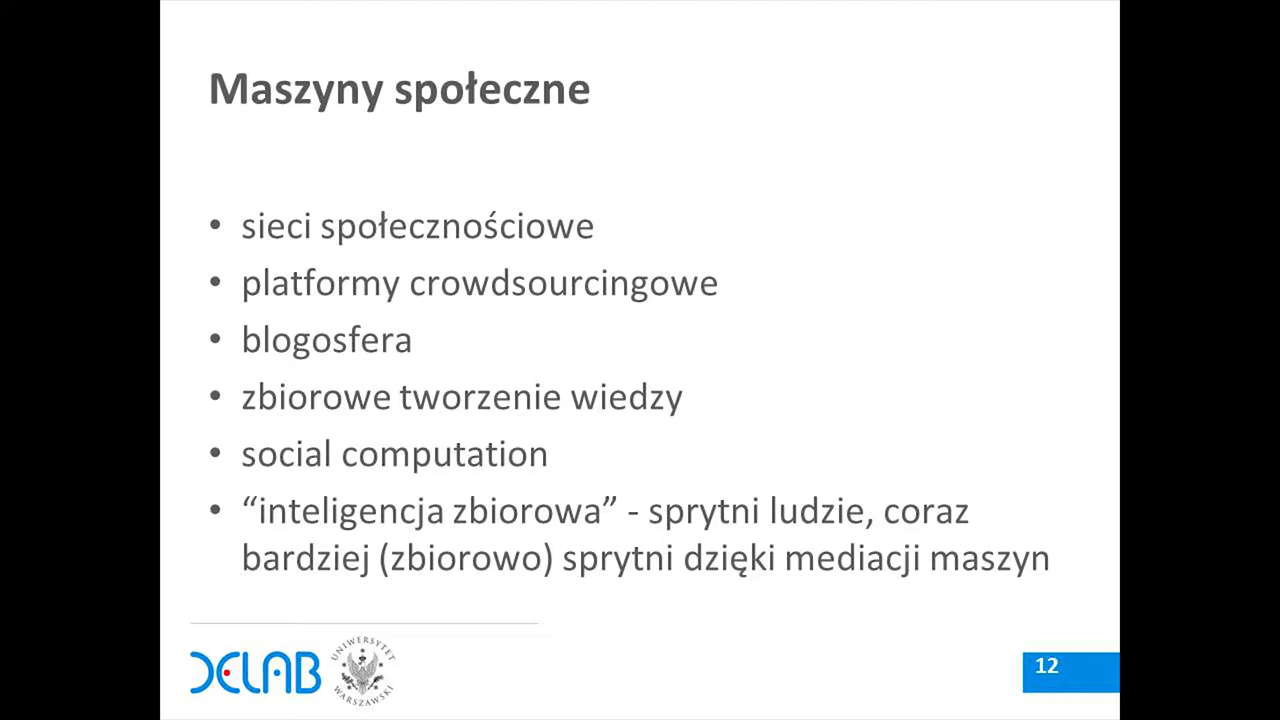 Maszyny społeczne
• sieci społecznościowe
• platformy crowdsourcingowe
• blogosfera
• zbiorowe tworzenie wiedzy
• social computation
• “inteligencja zbiorowa” - sprytni ludzie, coraz
bardziej (zbiorowo) sprytni dzięki mediacji maszyn
DELAB
UNIWERSYTET
WARSZAWSKI
12